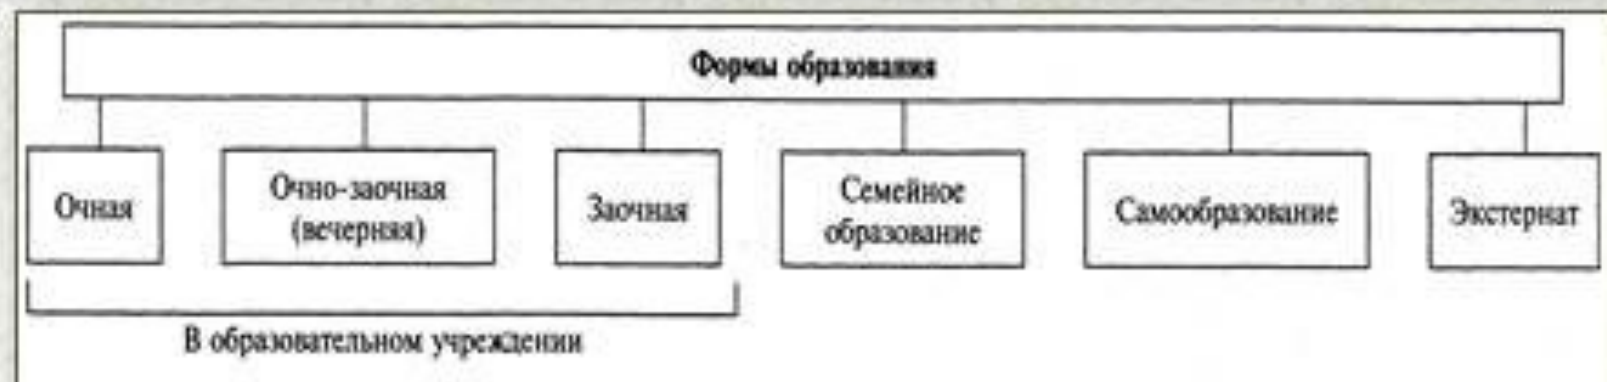 Формы образования
Очная
Очно-заочная
(вечерняя)
Заочная
Семейное
образование
Самообразование
Экстернат
В образовательном учреждении